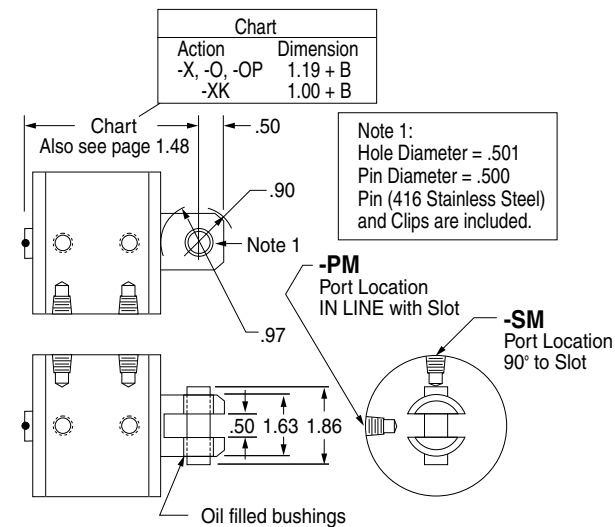 Chart
Action Dimension
-X, -O, -OP 1.19 + B
-XK 1.00 + B
Chart
Also see page 1.48
.50
.90
Note 1
.97
Note 1:
Hole Diameter = .501
Pin Diameter = .500
Pin (416 Stainless Steel)
and Clips are included.
-PM
Port Location
IN LINE with Slot
-SM
Port Location
90° to Slot
.50 1.63 1.86
Oil filled bushings